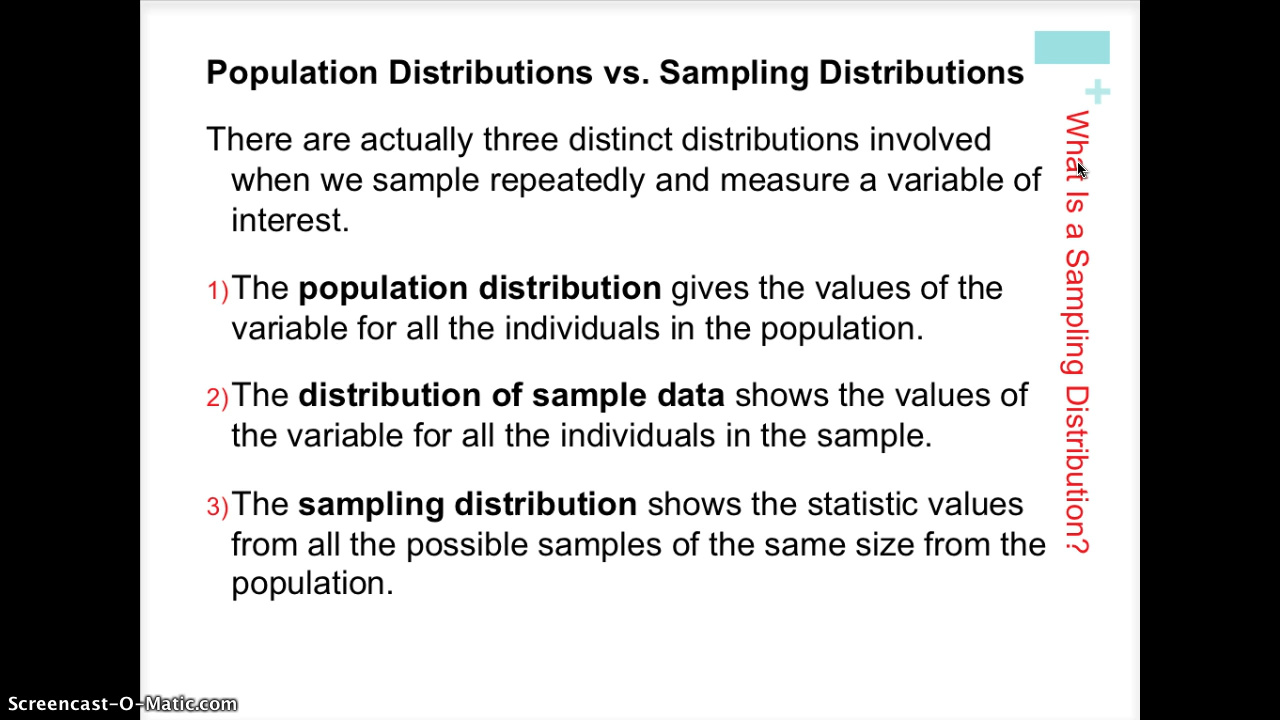 Population Distributions vs. Sampling Distributions
There are actually three distinct distributions involved
when we sample repeatedly and measure a variable of
interest.
1) The population distribution gives the values of the
variable for all the individuals in the population.
2) The distribution of sample data shows the values of
the variable for all the individuals in the sample.
3) The sampling distribution shows the statistic values
from all the possible samples of the same size from the
population.
+
What Is a Sampling Distribution?
Screencast-O-Matic.com